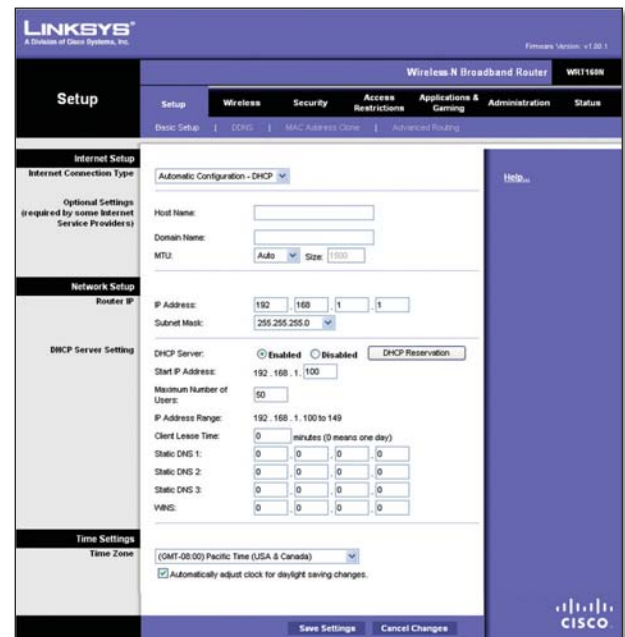 LINKSYS®
A Division of Cisco Systems, Inc.
Firmware Version: v1.00.1
Wireless-N Broadband Router WRT160N
Setup
Setup Wireless Security Access Restrictions Applications & Gaming Administration Status
Basic Setup | DDNS | MAC Address Clone | Advanced Routing
Internet Setup
Internet Connection Type
Automatic Configuration - DHCP
Help...
Optional Settings
(required by some Internet
Service Providers)
Host Name:
Domain Name:
MTU: Auto Size: 1500
Network Setup
Router IP
IP Address: 192 . 168 . 1 . 1
Subnet Mask: 255.255.255.0
DHCP Server Setting
DHCP Server: Enabled Disabled DHCP Reservation
Start IP Address: 192 . 168 . 1. 100
Maximum Number of
Users: 50
IP Address Range: 192 . 168 . 1. 100 to 149
Client Lease Time: 0 minutes (0 means one day)
Static DNS 1: 0 . 0 . 0 . 0
Static DNS 2: 0 . 0 . 0 . 0
Static DNS 3: 0 . 0 . 0 . 0
WINS: 0 . 0 . 0 . 0
Time Settings
Time Zone
(GMT-08:00) Pacific Time (USA & Canada)
Automatically adjust clock for daylight saving changes.
Save Settings Cancel Changes
CISCO